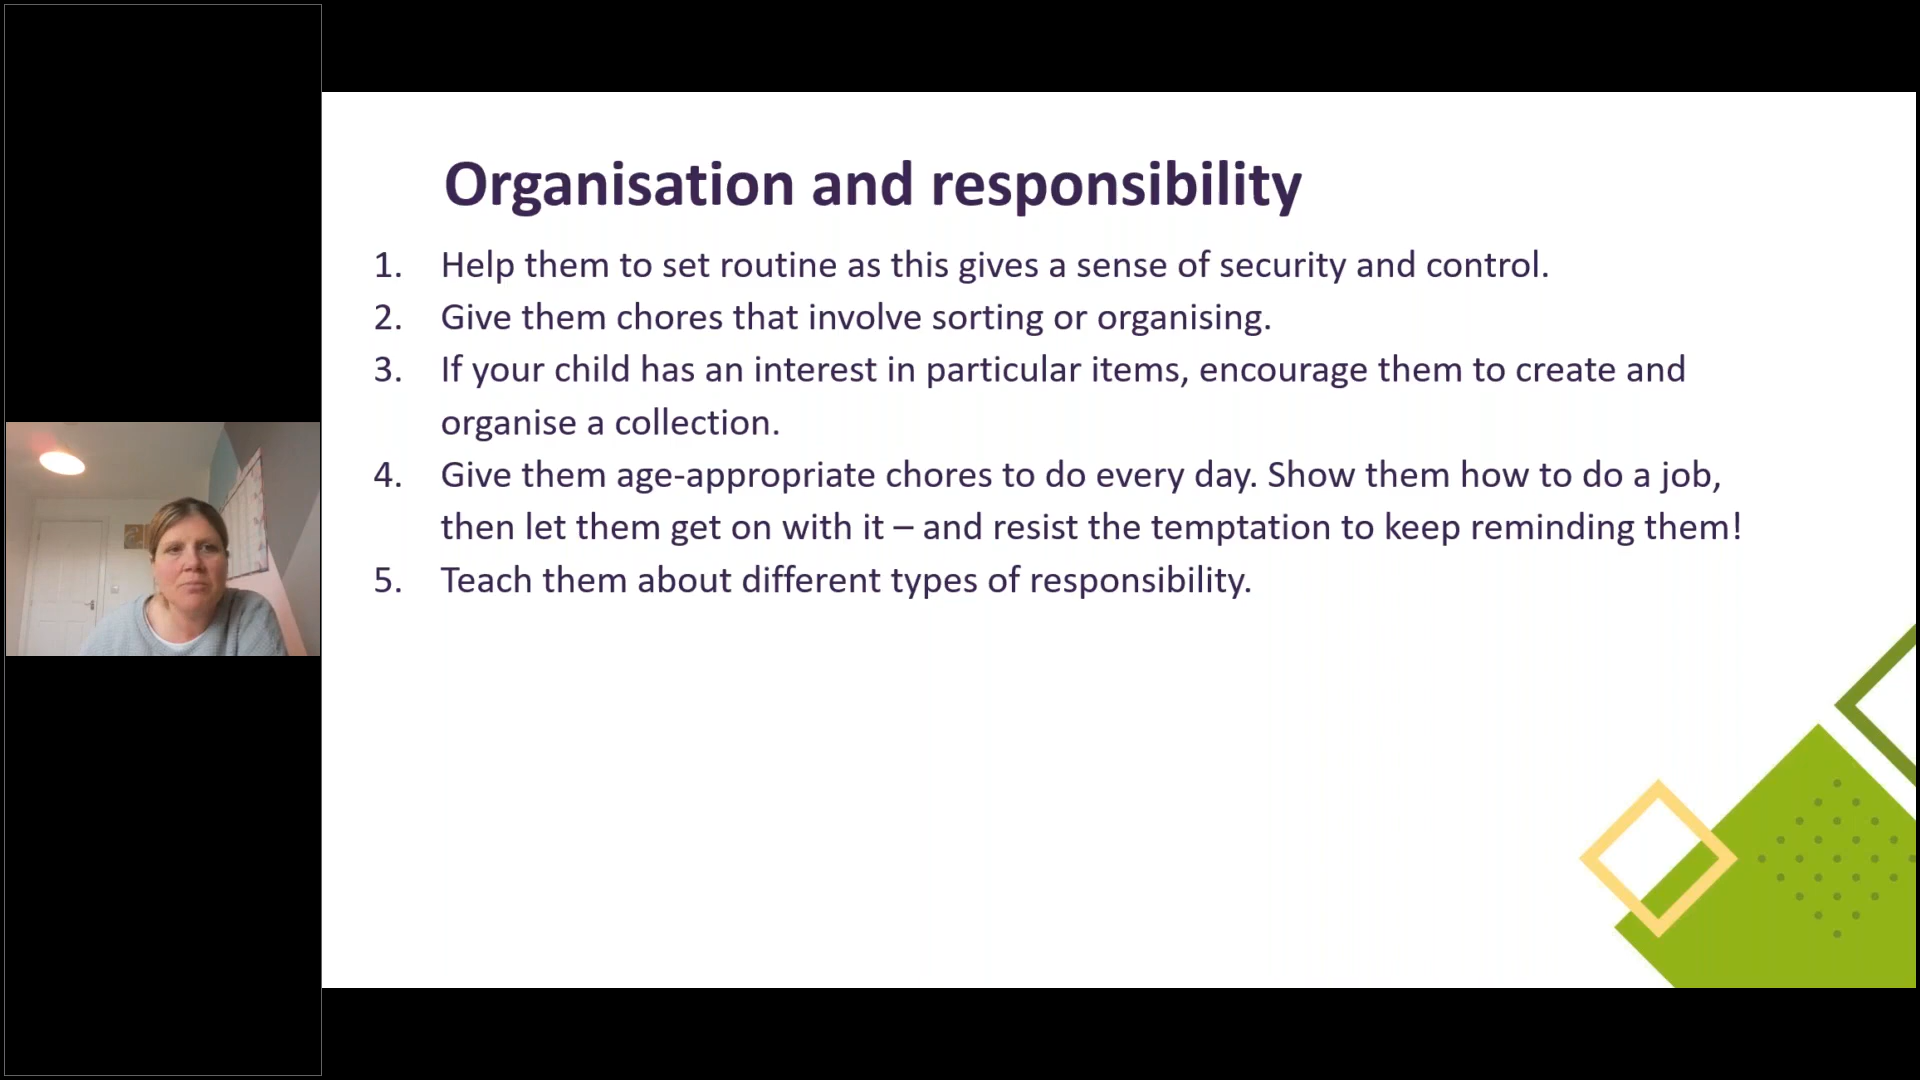 Organisation and responsibility
1. Help them to set routine as this gives a sense of security and control.
2. Give them chores that involve sorting or organising.
3. If your child has an interest in particular items, encourage them to create and
organise a collection.
4. Give them age-appropriate chores to do every day. Show them how to do a job,
then let them get on with it – and resist the temptation to keep reminding them!
5. Teach them about different types of responsibility.